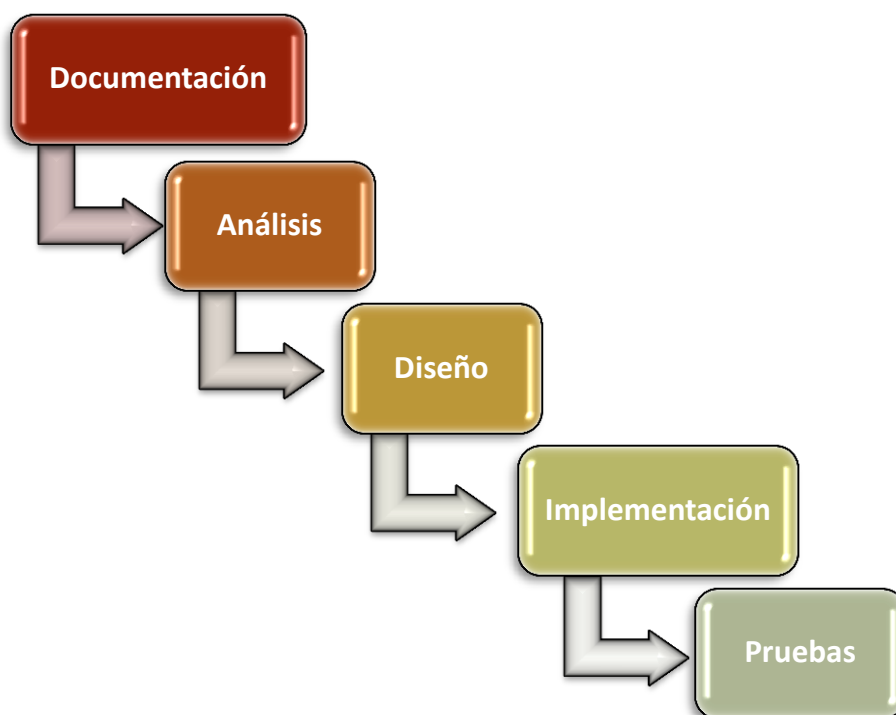 Documentación
Análisis
Diseño
Implementación
Pruebas